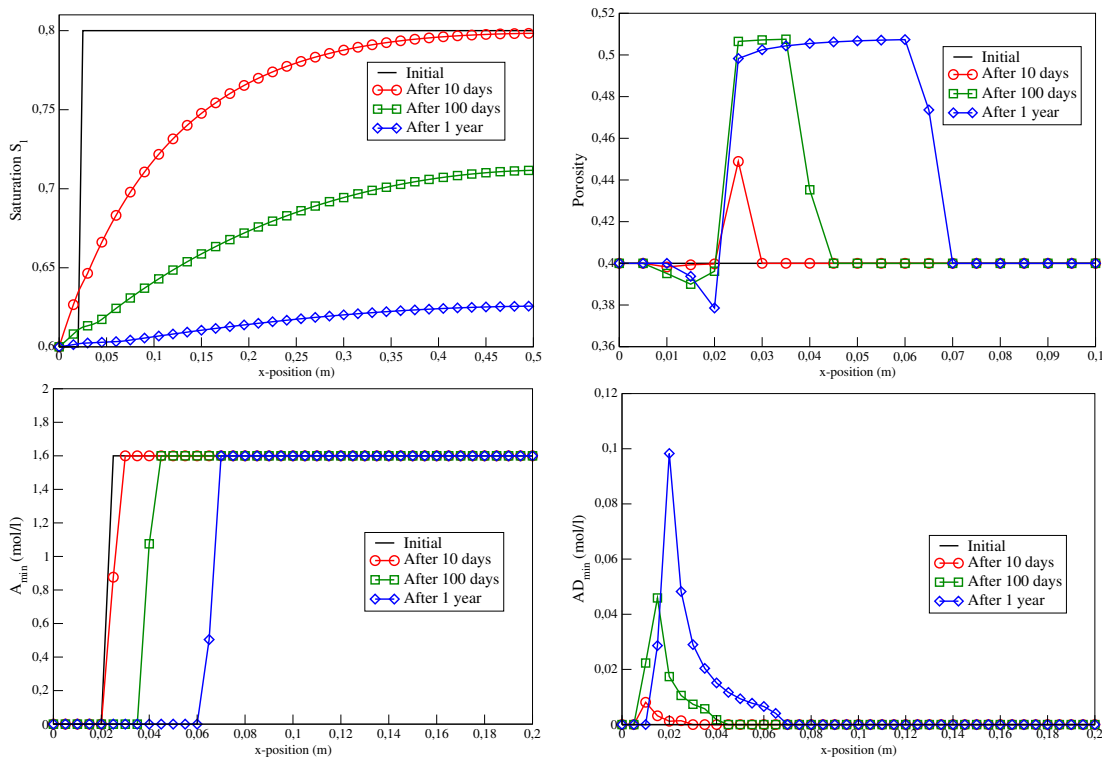 0,8
0,75
0,7
0,65
0,6
Saturation S_l
0 0,05 0,1 0,15 0,2 0,25 0,3 0,35 0,4 0,45 0,5
x-position (m)
Initial
After 10 days
After 100 days
After 1 year
0,52
0,5
0,48
0,46
0,44
0,42
0,4
0,38
0,36
Porosity
0 0,01 0,02 0,03 0,04 0,05 0,06 0,07 0,08 0,09 0,1
x-position (m)
Initial
After 10 days
After 100 days
After 1 year
2
1,8
1,6
1,4
1,2
1
0,8
0,6
0,4
0,2
0
A_min (mol/l)
0 0,02 0,04 0,06 0,08 0,1 0,12 0,14 0,16 0,18 0,2
x-position (m)
Initial
After 10 days
After 100 days
After 1 year
0,12
0,1
0,08
0,06
0,04
0,02
0
AD_min (mol/l)
0 0,02 0,04 0,06 0,08 0,1 0,12 0,14 0,16 0,18 0,2
x-position (m)
Initial
After 10 days
After 100 days
After 1 year